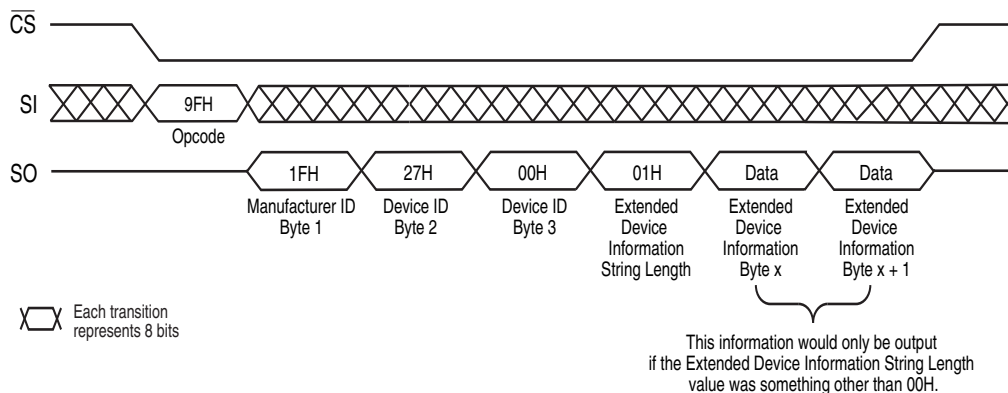 CS
SI
9FH
Opcode
SO
1FH 27H 00H 01H Data Data
Manufacturer ID
Byte 1
Device ID
Byte 2
Device ID
Byte 3
Extended
Device
Information
String Length
Extended
Device
Information
Byte x
Extended
Device
Information
Byte x + 1
Each transition
represents 8 bits
This information would only be output
if the Extended Device Information String Length
value was something other than 00H.